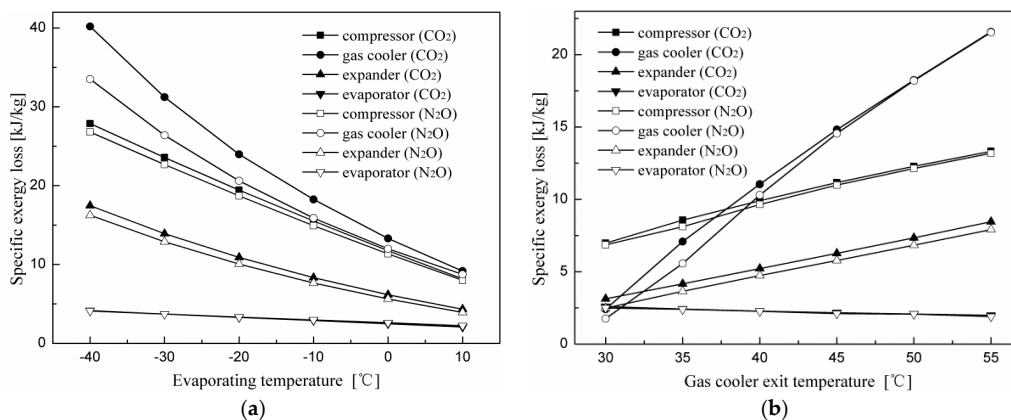 Specific exergy loss [kJ/kg]
40
30
20
10
0
compressor (CO₂)
gas cooler (CO₂)
expander (CO₂)
evaporator (CO₂)
compressor (N₂O)
gas cooler (N₂O)
expander (N₂O)
evaporator (N₂O)
-40 -30 -20 -10 0 10
Evaporating temperature [℃]
(a)
Specific exergy loss [kJ/kg]
20
15
10
5
0
compressor (CO₂)
gas cooler (CO₂)
expander (CO₂)
evaporator (CO₂)
compressor (N₂O)
gas cooler (N₂O)
expander (N₂O)
evaporator (N₂O)
30 35 40 45 50 55
Gas cooler exit temperature [℃]
(b)